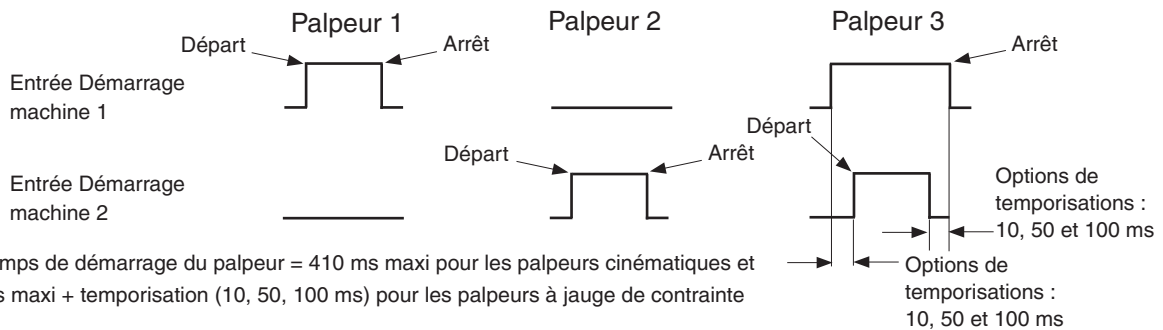 Palpeur 1
Palpeur 2
Palpeur 3
Départ
Arrêt
Arrêt
Entrée Démarrage
machine 1
Départ
Départ
Arrêt
Entrée Démarrage
machine 2
Options de
temporisations :
10, 50 et 100 ms
de démarrage du palpeur = 410 ms maxi pour les palpeurs cinématiques et
maxi + temporisation (10, 50, 100 ms) pour les palpeurs à jauge de contrainte
Options de
temporisations :
10, 50 et 100 ms